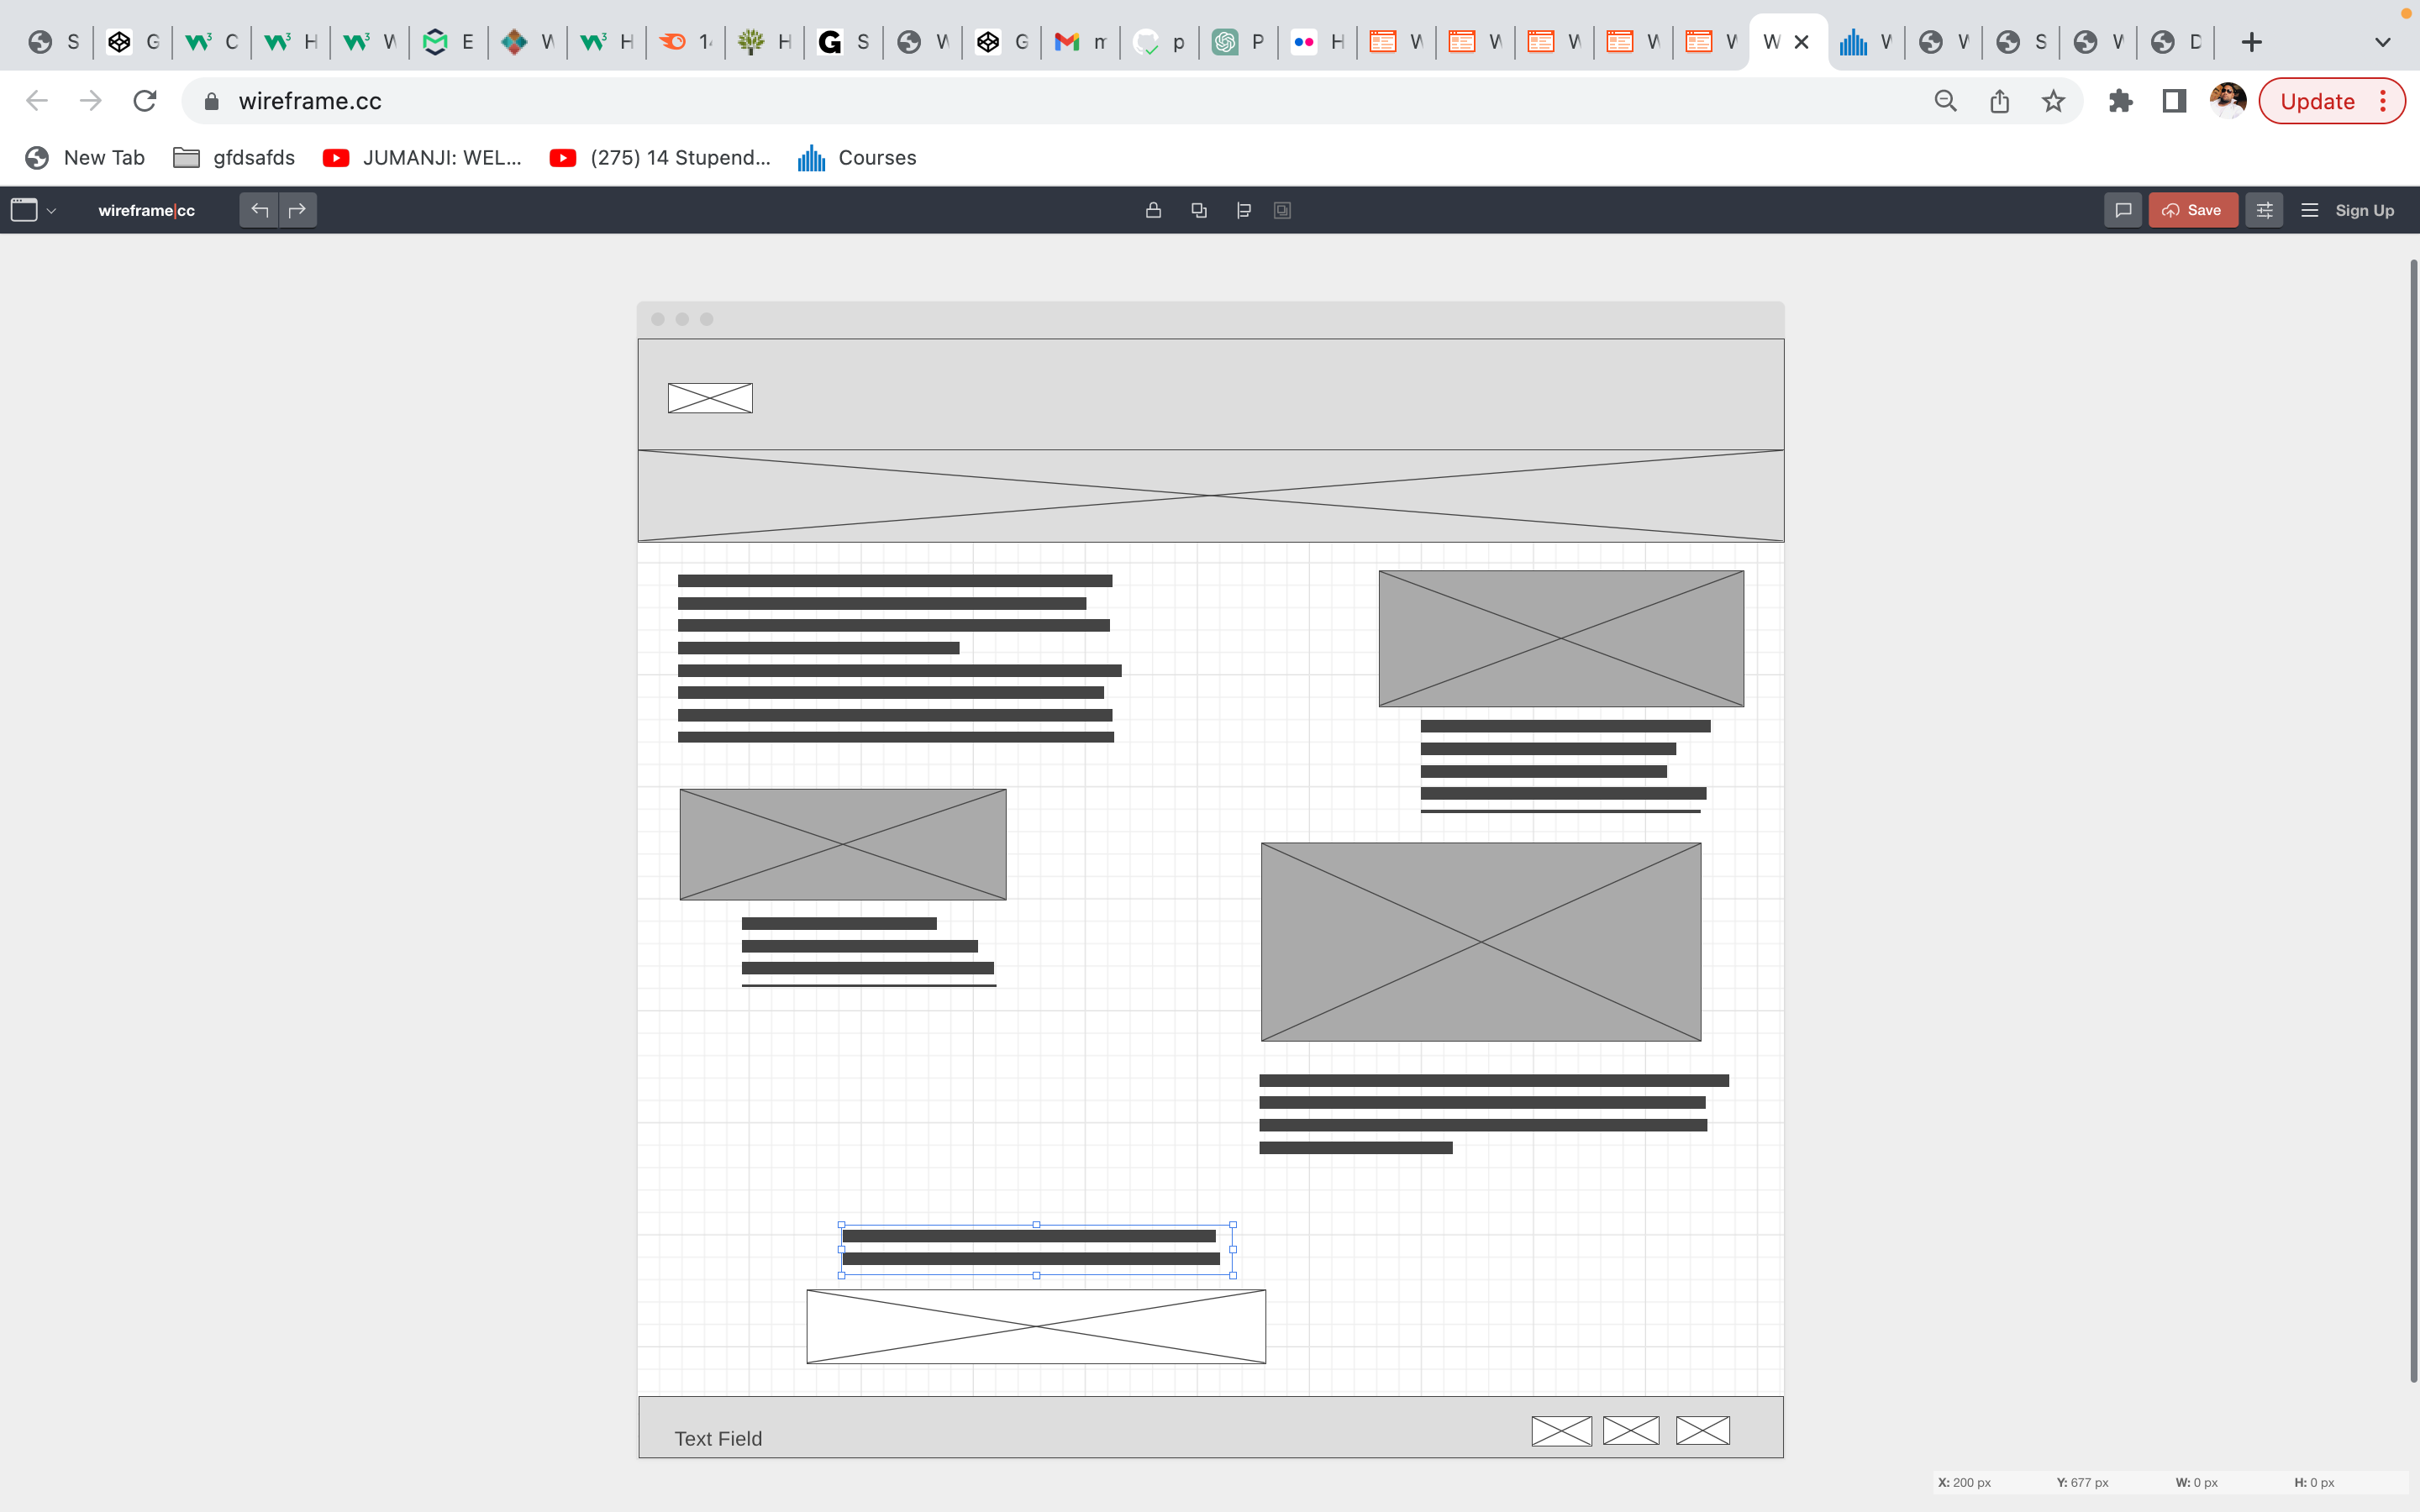 S G C H W E W H 1 H S W G m p P H W W W W W W W W S W D
wireframe.cc
Update
New Tab gfdsafds JUMANJI: WEL... (275) 14 Stupend... Courses
wireframe|cc Save Sign Up
Text Field
X: 200 px Y: 677 px W: 0 px H: 0 px